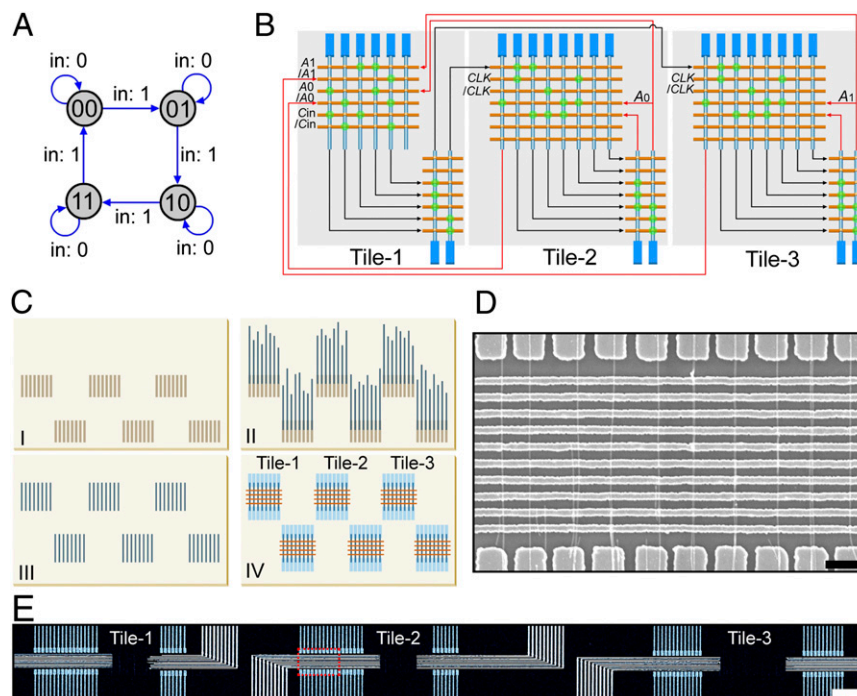 A
in: 0
in: 0
in: 1
00
01
in: 1
in: 1
11
10
in: 1
in: 0
in: 0
B
A1
/A1
A0
/A0
Cin
/Cin
CLK
/CLK
A0
CLK
/CLK
A1
Tile-1
Tile-2
Tile-3
C
I
II
III
Tile-1
Tile-2
Tile-3
IV
D
E
Tile-1
Tile-2
Tile-3